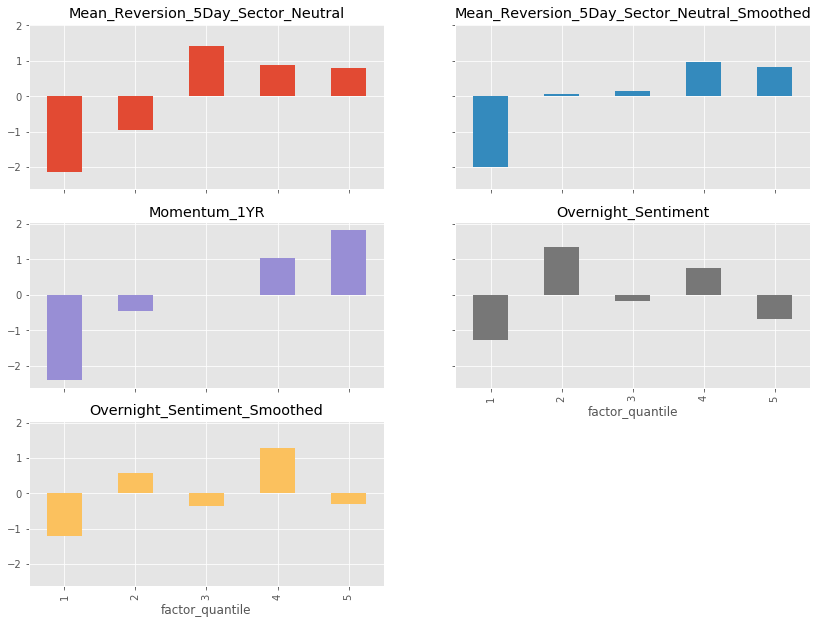 Mean_Reversion_5Day_Sector_Neutral
2
1
0
−1
−2
Mean_Reversion_5Day_Sector_Neutral_Smoothed
Momentum_1YR
2
1
0
−1
−2
Overnight_Sentiment
1 2 3 4 5
factor_quantile
Overnight_Sentiment_Smoothed
2
1
0
−1
−2
1 2 3 4 5
factor_quantile